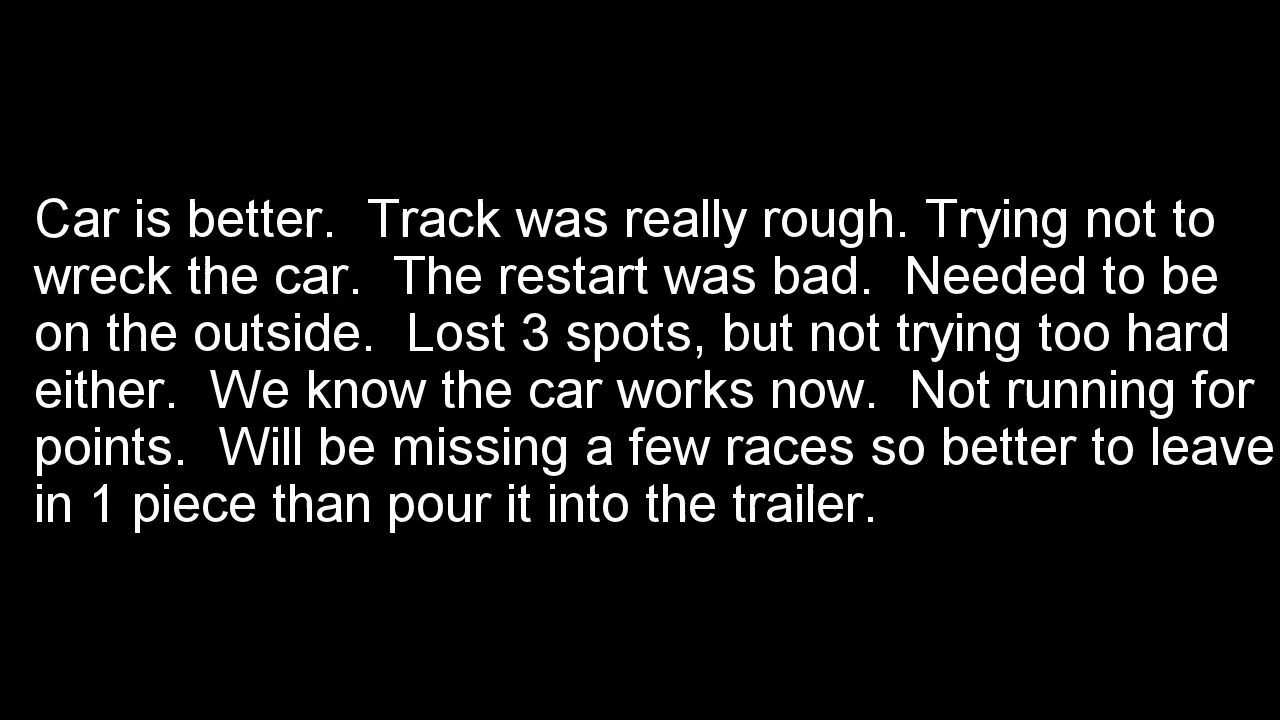 Car is better.  Track was really rough. Trying not to
wreck the car.  The restart was bad.  Needed to be
on the outside.  Lost 3 spots, but not trying too hard
either.  We know the car works now.  Not running for
points.  Will be missing a few races so better to leave
in 1 piece than pour it into the trailer.